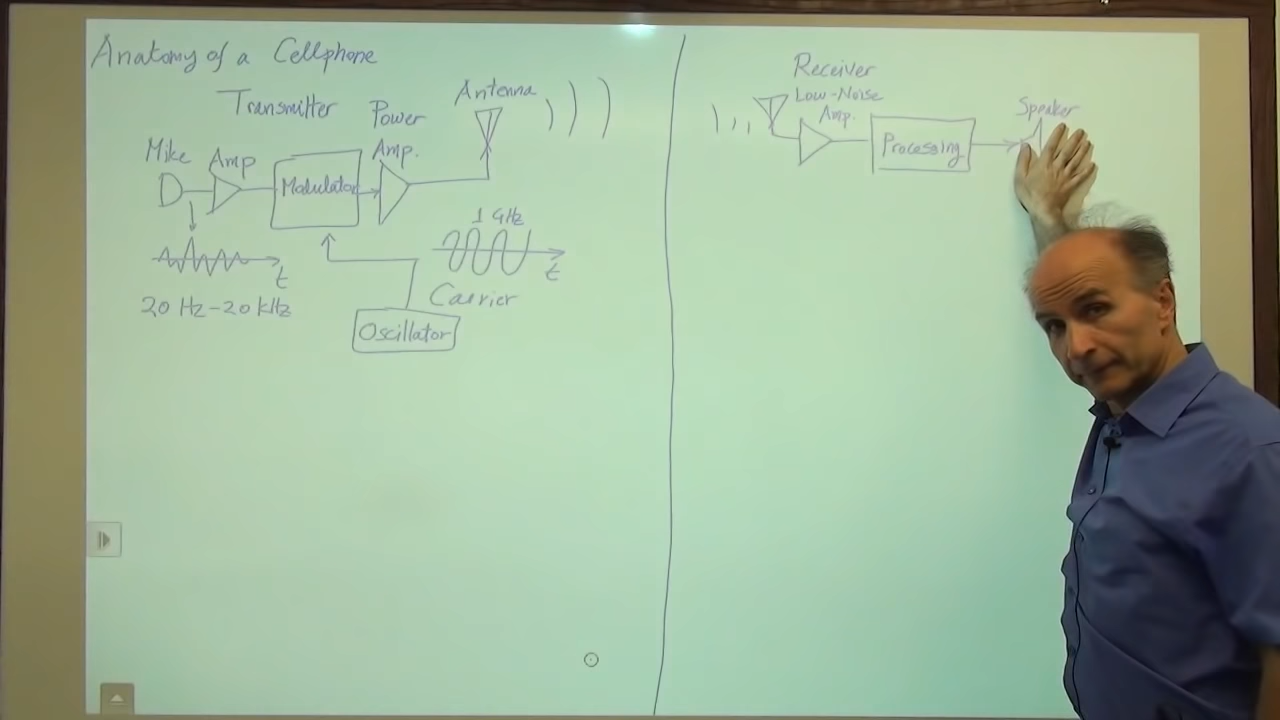 Anatomy of a Cellphone
Transmitter
Mike
Amp
Modulator
Power
Amp.
Antenna
t
20 Hz-20 kHz
1 GHz
t
Carrier
Oscillator
Receiver
Low-Noise
Amp.
Processing
Speaker